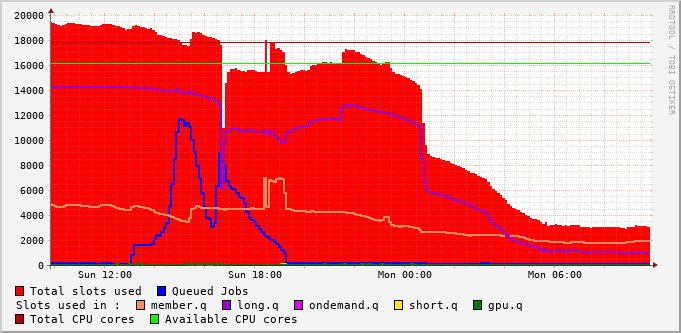 20000
18000
16000
14000
12000
10000
8000
6000
4000
2000
0
Sun 12:00 Sun 18:00 Mon 00:00 Mon 06:00
RRDTOOL / TOBI OETIKER
Total slots used Queued Jobs
Slots used in : member.q long.q ondemand.q short.q gpu.q
Total CPU cores Available CPU cores